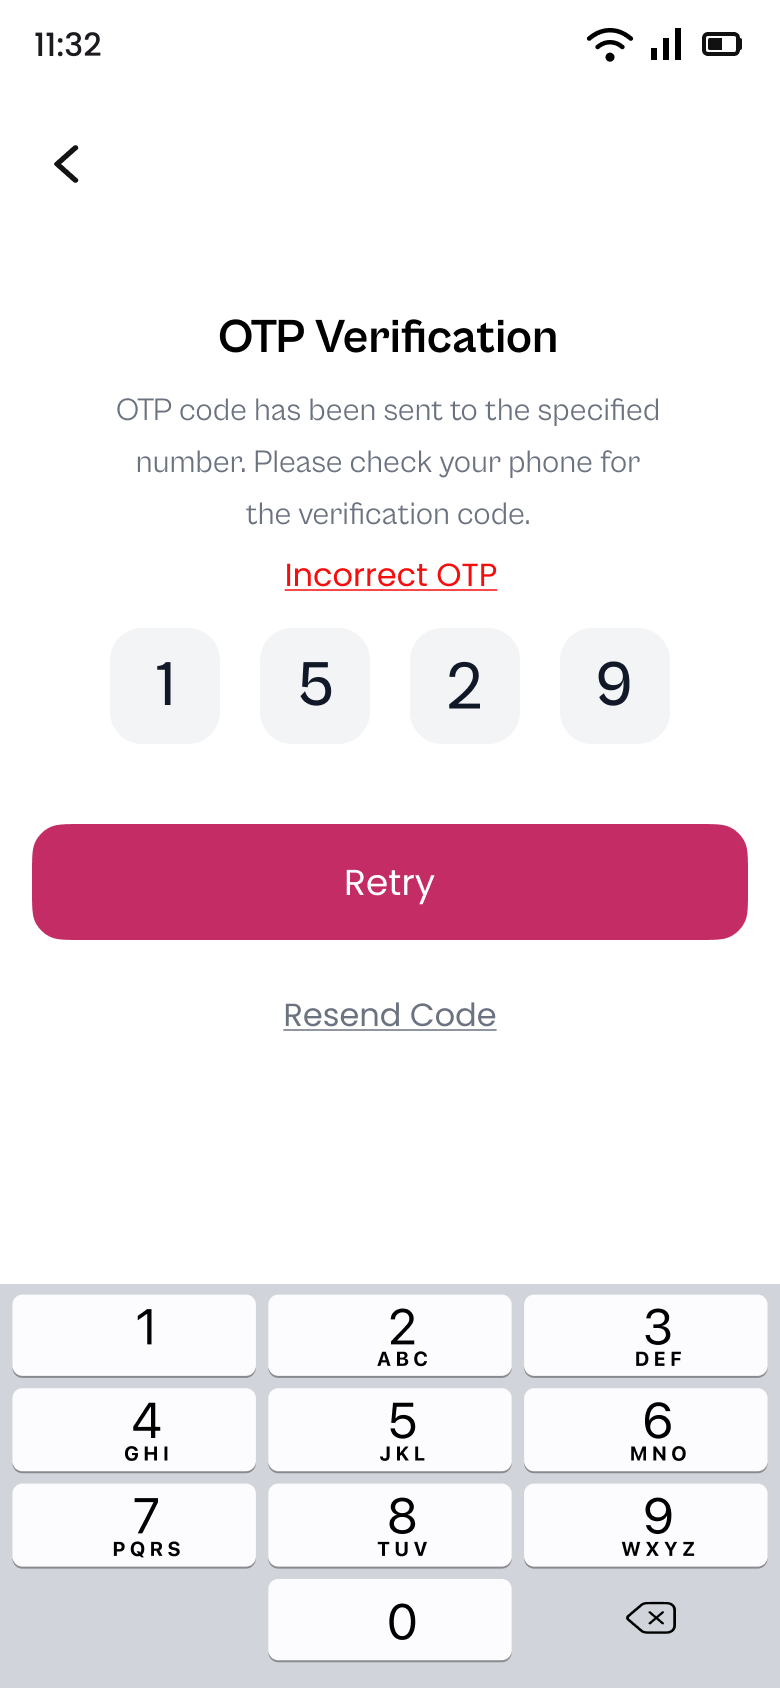 11:32
OTP Verification
OTP code has been sent to the specified
number. Please check your phone for
the verification code.
Incorrect OTP
1 5 2 9
Retry
Resend Code
1 2 3
ABC DEF
4 5 6
GHI JKL MNO
7 8 9
PQRS TUV WXYZ
0